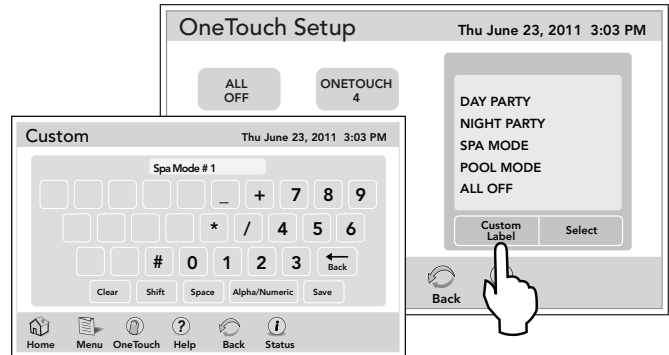 OneTouch Setup
Thu June 23, 2011 3:03 PM
ALL
OFF
ONETOUCH
4
DAY PARTY
NIGHT PARTY
SPA MODE
POOL MODE
ALL OFF
Custom
Label
Select
Back
Custom
Thu June 23, 2011 3:03 PM
Spa Mode # 1
_ + 7 8 9
* / 4 5 6
# 0 1 2 3 Back
Clear Shift Space Alpha/Numeric Save
Home Menu OneTouch Help Back Status